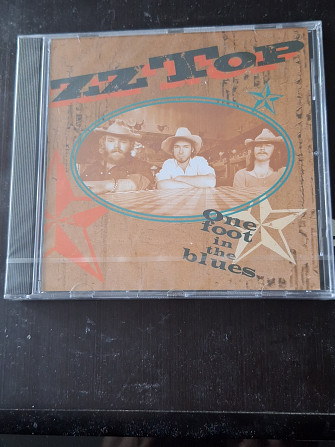 ZZ TOP
One
foot
in
the
blues